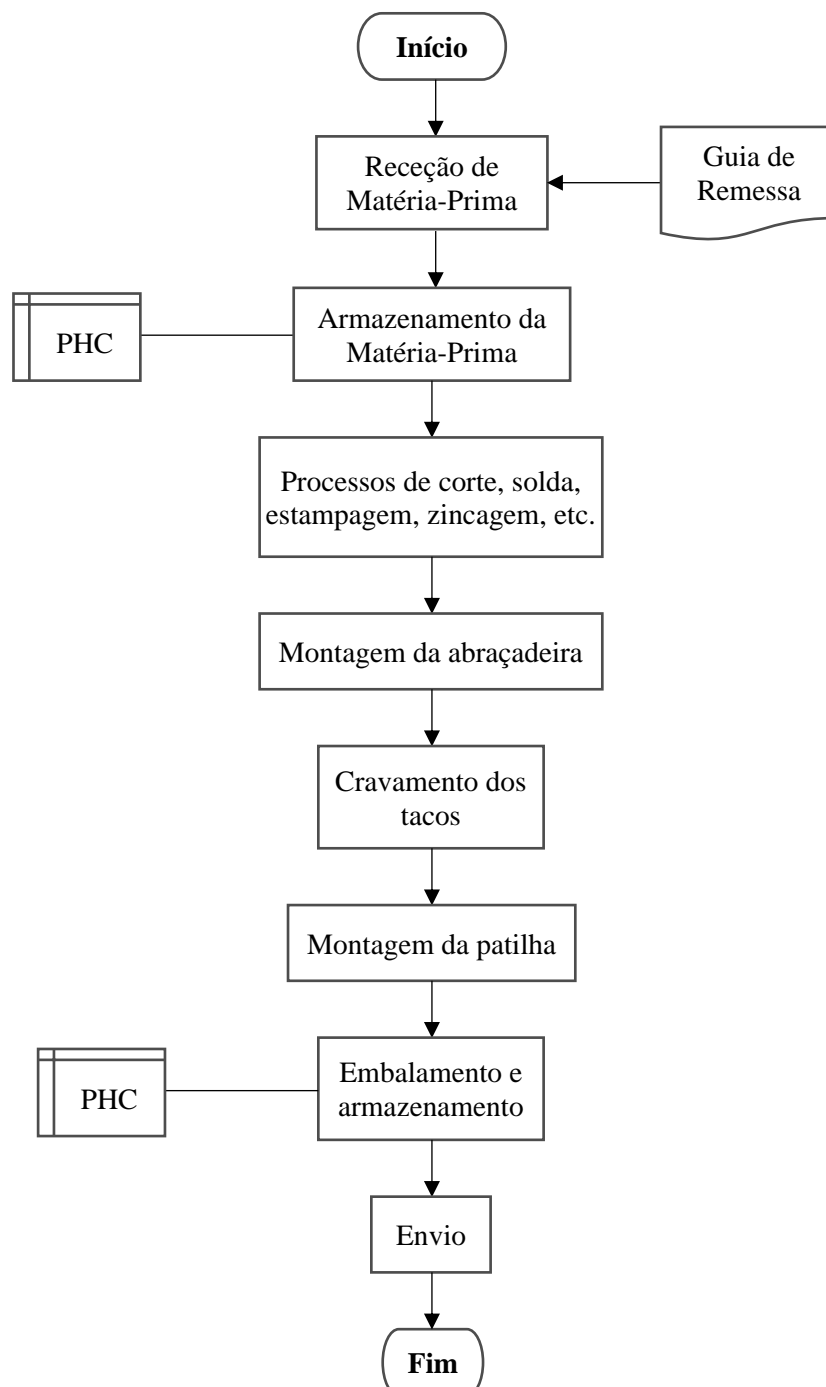 Início
Receção de
Matéria-Prima
Guia de
Remessa
PHC
Armazenamento da
Matéria-Prima
Processos de corte, solda,
estampagem, zincagem, etc.
Montagem da abraçadeira
Cravamento dos
tacos
Montagem da patilha
PHC
Embalamento e
armazenamento
Envio
Fim